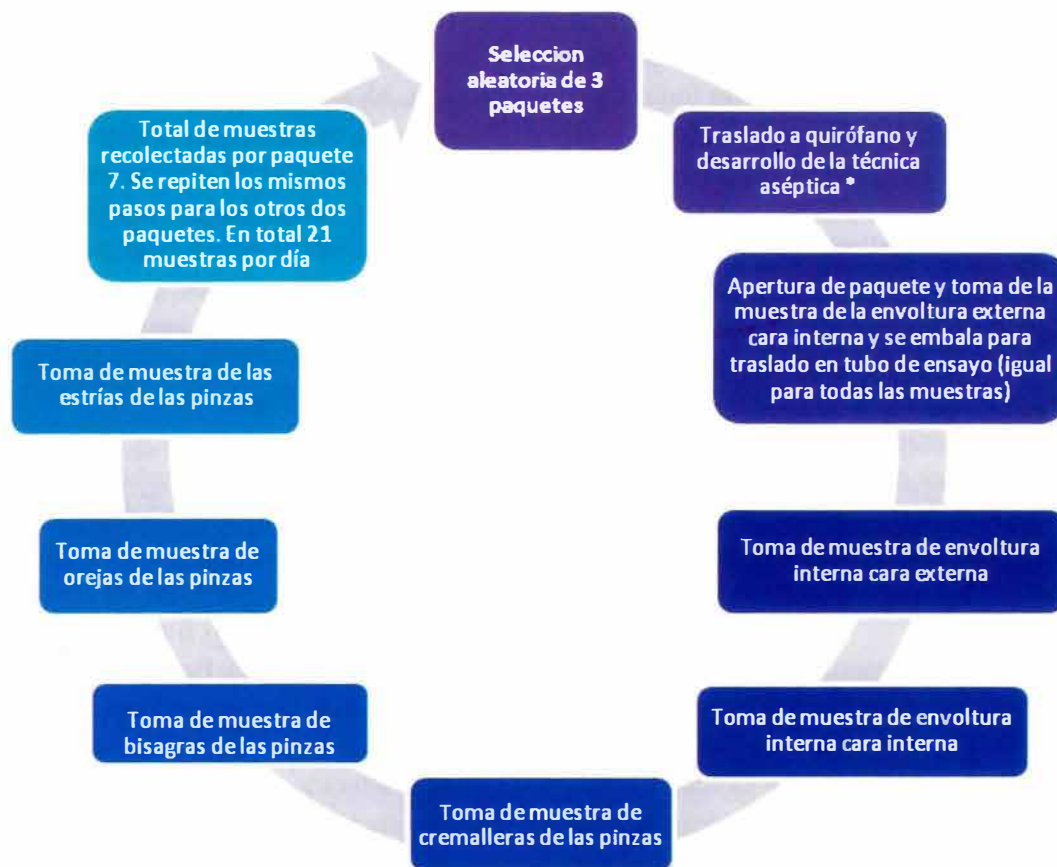 Seleccion
aleatoria de 3
paquetes
Traslado a quirófano y
desarrollo de la técnica
aséptica *
Apertura de paquete y toma de la
muestra de la envoltura externa
cara interna y se embala para
traslado en tubo de ensayo (igual
para todas las muestras)
Toma de muestra de envoltura
interna cara externa
Toma de muestra de envoltura
interna cara interna
Toma de muestra de
cremalleras de las pinzas
Toma de muestra de
bisagras de las pinzas
Toma de muestra de
orejas de las pinzas
Toma de muestra de las
estrías de las pinzas
Total de muestras
recolectadas por paquete
7. Se repiten los mismos
pasos para los otros dos
paquetes. En total 21
muestras por día